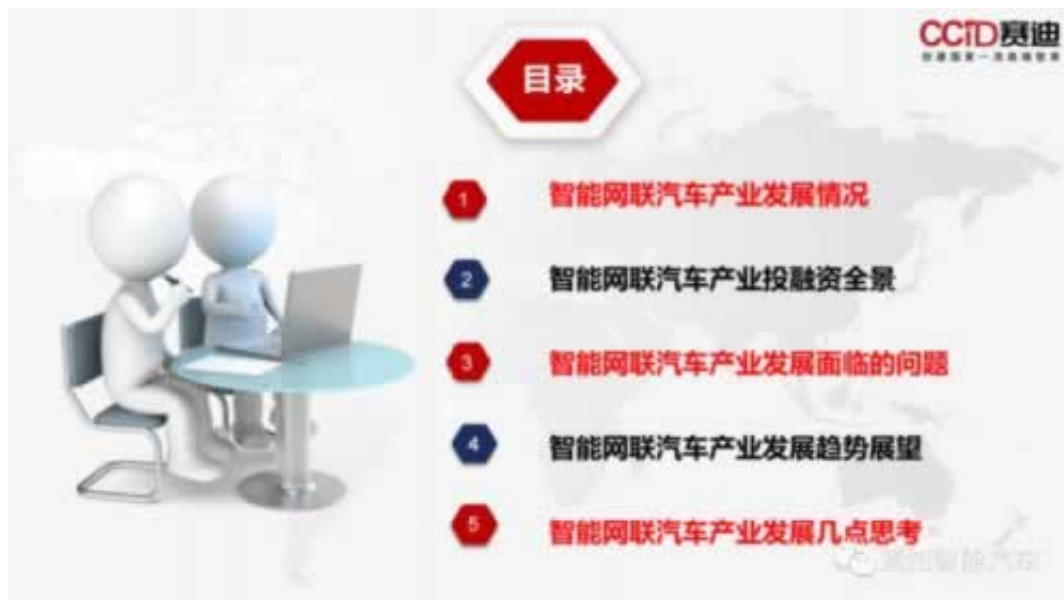 CCID赛迪
目录
1 智能网联汽车产业发展情况
2 智能网联汽车产业投融资全景
3 智能网联汽车产业发展面临的问题
4 智能网联汽车产业发展趋势展望
5 智能网联汽车产业发展几点思考
智能汽车